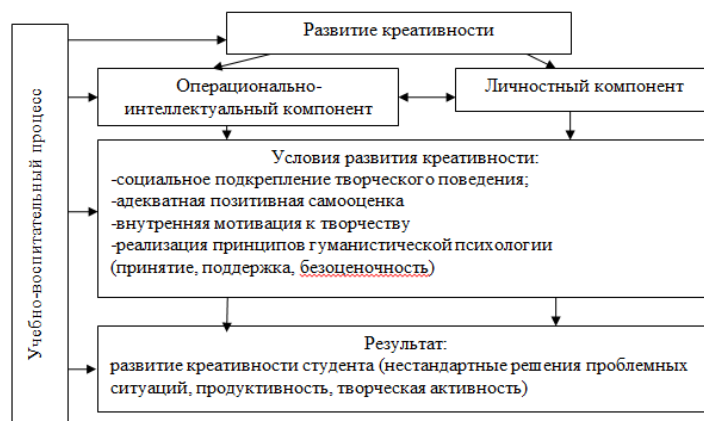 Учебно-воспитательный процесс
Развитие креативности
Операционально-
интеллектуальный компонент
Личностный компонент
Условия развития креативности:
-социальное подкрепление творческого поведения;
-адекватная позитивная самооценка
-внутренняя мотивация к творчеству
-реализация принципов гуманистической психологии
(принятие, поддержка, безоценочность)
Результат:
развитие креативности студента (нестандартные решения проблемных
ситуаций, продуктивность, творческая активность)